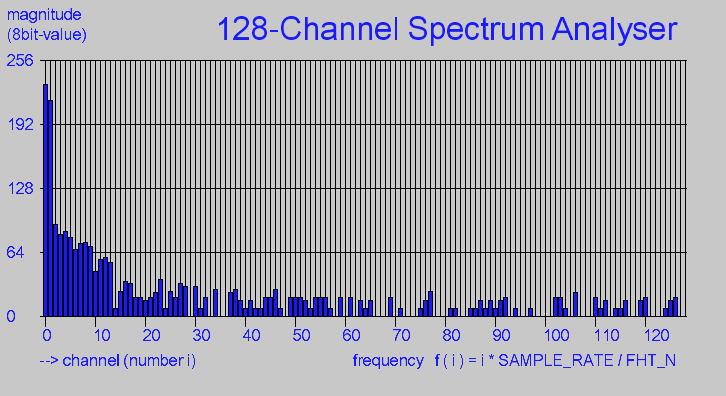 magnitude
(8bit-value)
128-Channel Spectrum Analyser
256
192
128
64
0
0 10 20 30 40 50 60 70 80 90 100 110 120
--> channel (number i) frequency f ( i ) = i * SAMPLE_RATE / FHT_N